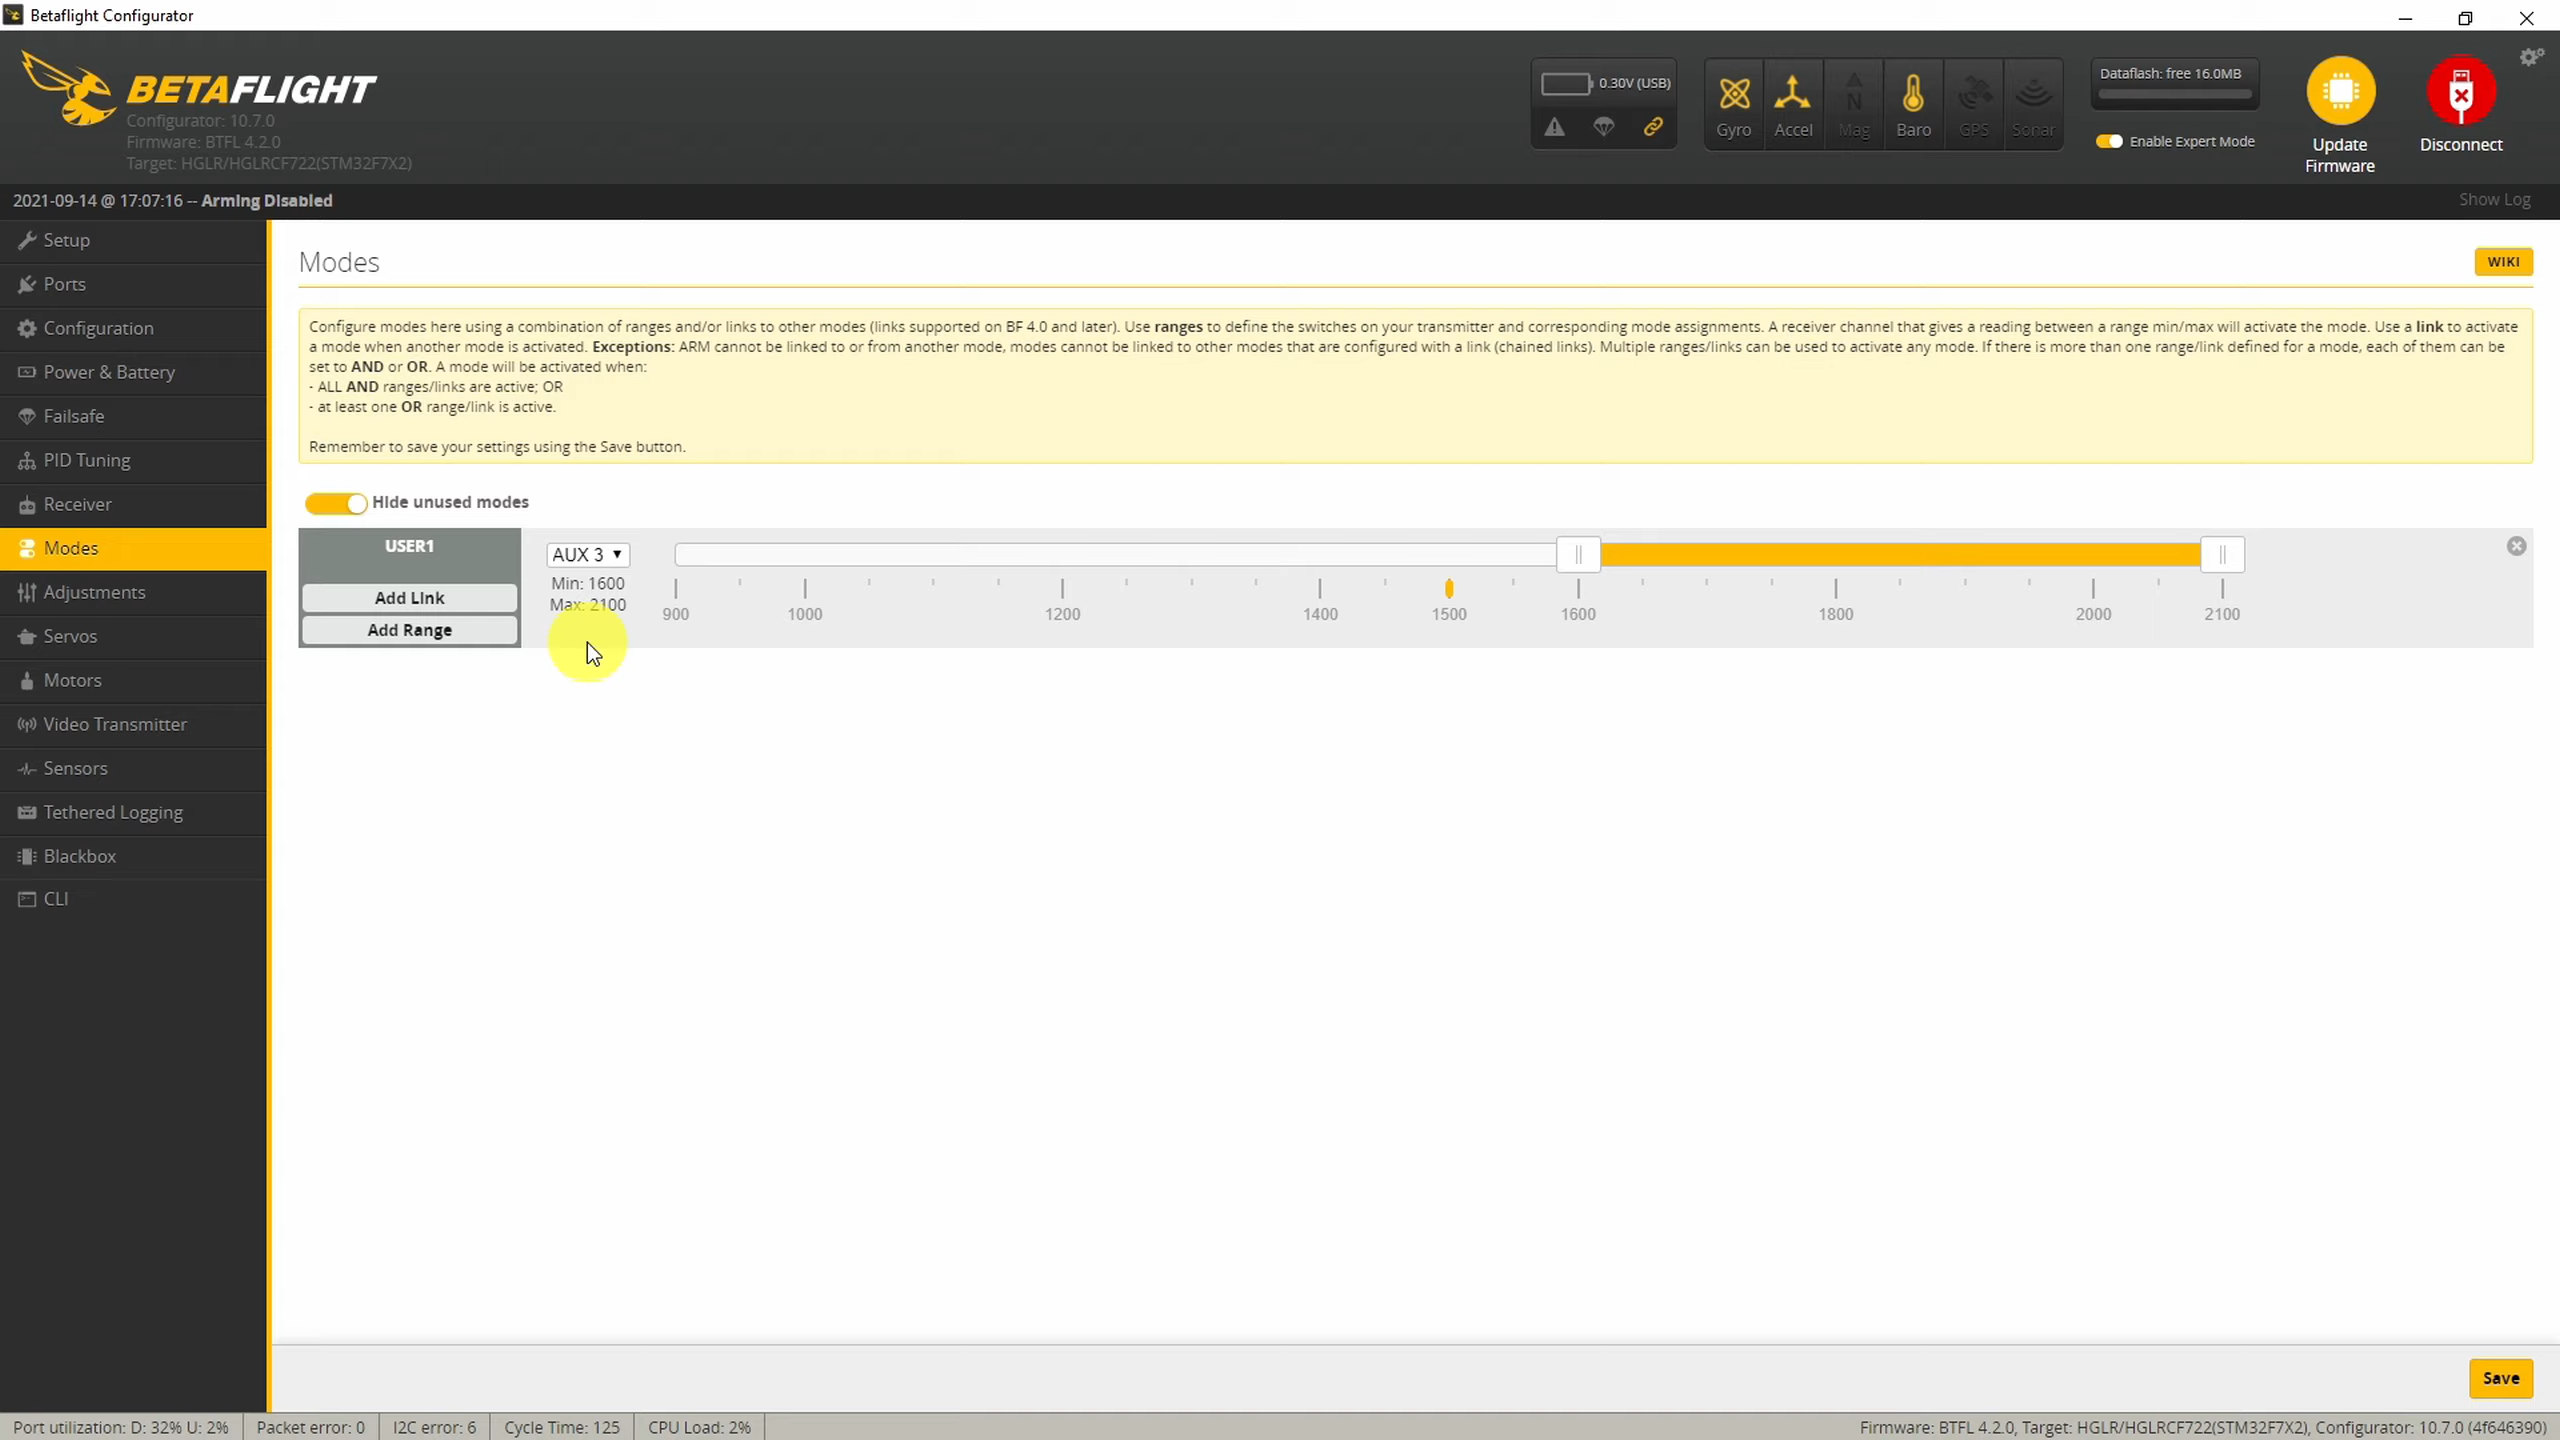 Betaflight Configurator
BETAFLIGHT
Configurator: 10.7.0
Firmware: BTFL 4.2.0
Target: HGLR/HGLRCF722(STM32F7X2)
0.30V (USB)
Gyro Accel Mag Baro GPS Sonar
Dataflash: free 16.0MB
Enable Expert Mode
Update
Firmware
Disconnect
2021-09-14 @ 17:07:16 -- Arming Disabled
Show Log
Setup
Ports
Configuration
Power & Battery
Failsafe
PID Tuning
Receiver
Modes
Adjustments
Servos
Motors
Video Transmitter
Sensors
Tethered Logging
Blackbox
CLI
Modes
WIKI
Configure modes here using a combination of ranges and/or links to other modes (links supported on BF 4.0 and later). Use ranges to define the switches on your transmitter and corresponding mode assignments. A receiver channel that gives a reading between a range min/max will activate the mode. Use a link to activate
a mode when another mode is activated. Exceptions: ARM cannot be linked to or from another mode, modes cannot be linked to other modes that are configured with a link (chained links). Multiple ranges/links can be used to activate any mode. If there is more than one range/link defined for a mode, each of them can be
set to AND or OR. A mode will be activated when:
- ALL AND ranges/links are active; OR
- at least one OR range/link is active.
Remember to save your settings using the Save button.
Hide unused modes
USER1
Add Link
Add Range
AUX 3
Min: 1600
Max: 2100
900 1000 1200 1400 1500 1600 1800 2000 2100
Save
Port utilization: D: 32% U: 2% Packet error: 0 I2C error: 6 Cycle Time: 125 CPU Load: 2% Firmware: BTFL 4.2.0, Target: HGLR/HGLRCF722(STM32F7X2), Configurator: 10.7.0 (4f646390)